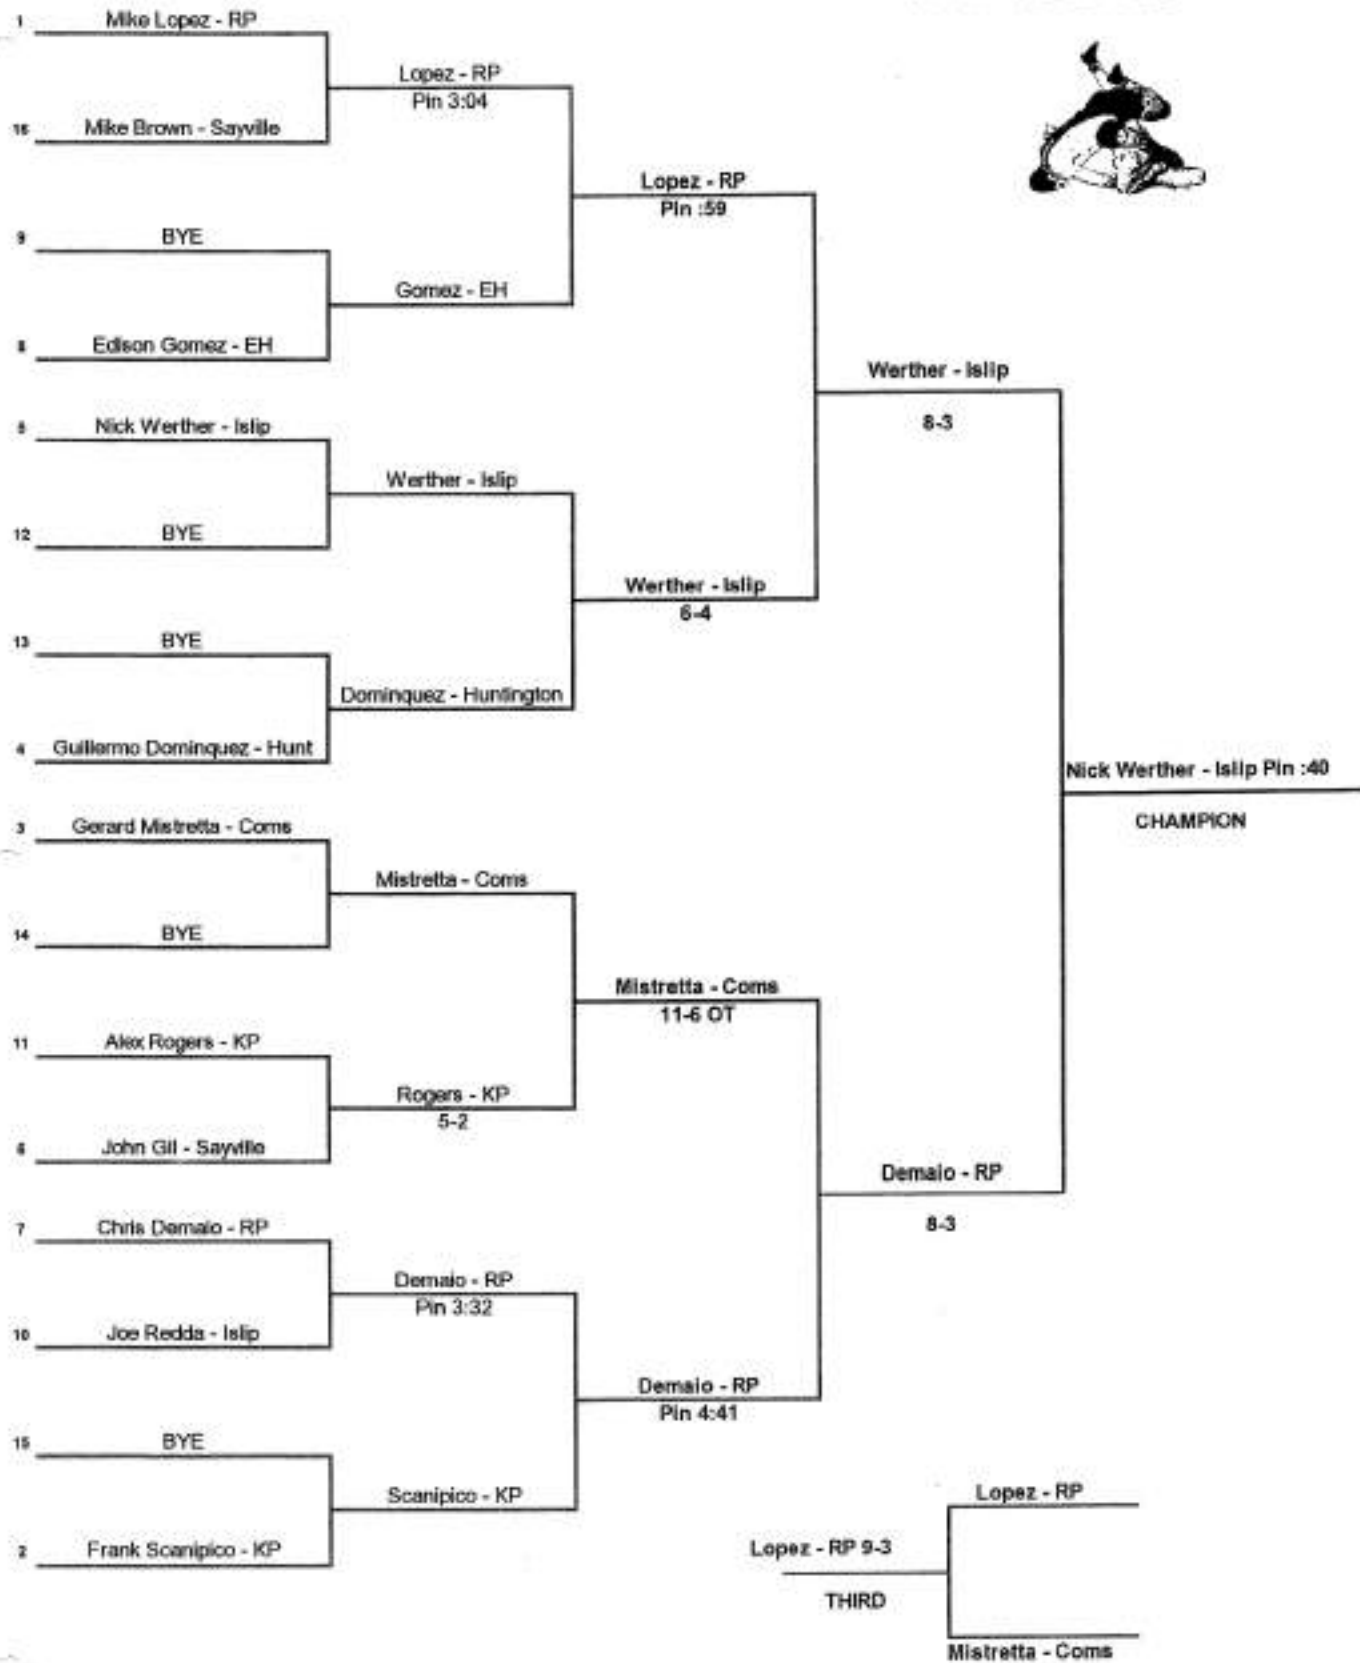 1 Mike Lopez - RP
Lopez - RP
Pin 3:04
16 Mike Brown - Sayville
Lopez - RP
Pin :59
9 BYE
Gomez - EH
8 Edison Gomez - EH
Werther - Islip
8-3
5 Nick Werther - Islip
Werther - Islip
12 BYE
Werther - Islip
6-4
13 BYE
Dominquez - Huntington
4 Guillermo Dominquez - Hunt
Nick Werther - Islip Pin :40
CHAMPION
3 Gerard Mistretta - Coms
Mistretta - Coms
14 BYE
Mistretta - Coms
11-6 OT
11 Alex Rogers - KP
Rogers - KP
5-2
6 John Gil - Sayville
Demaio - RP
8-3
7 Chris Demaio - RP
Demaio - RP
Pin 3:32
10 Joe Redda - Islip
Demaio - RP
Pin 4:41
15 BYE
Scanipico - KP
2 Frank Scanipico - KP
Lopez - RP
Lopez - RP 9-3
THIRD
Mistretta - Coms